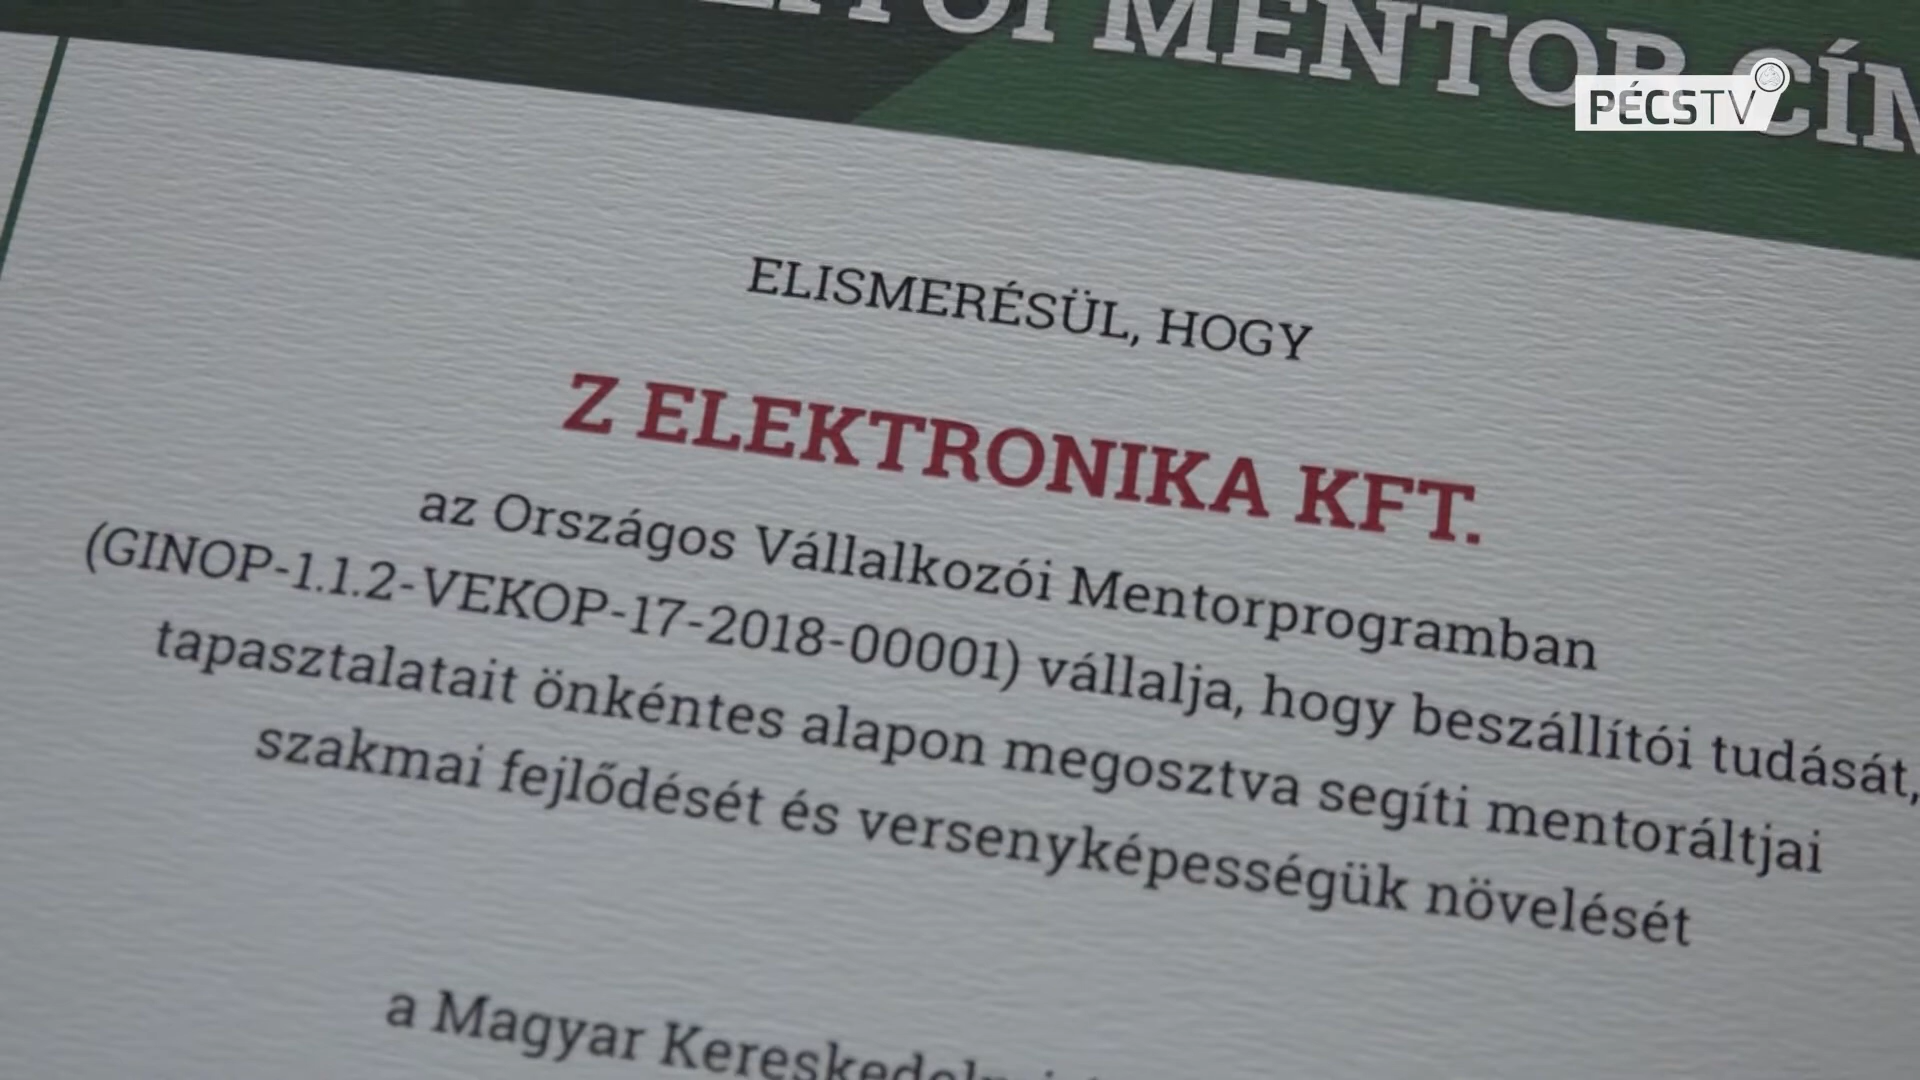 MENTOR CÍM
PÉCSTV
ELISMERÉSÜL, HOGY
Z ELEKTRONIKA KFT.
az Országos Vállalkozói Mentorprogramban
(GINOP-1.1.2-VEKOP-17-2018-00001) vállalja, hogy beszállítói tudását,
tapasztalatait önkéntes alapon megosztva segíti mentoráltjai
szakmai fejlődését és versenyképességük növelését
a Magyar